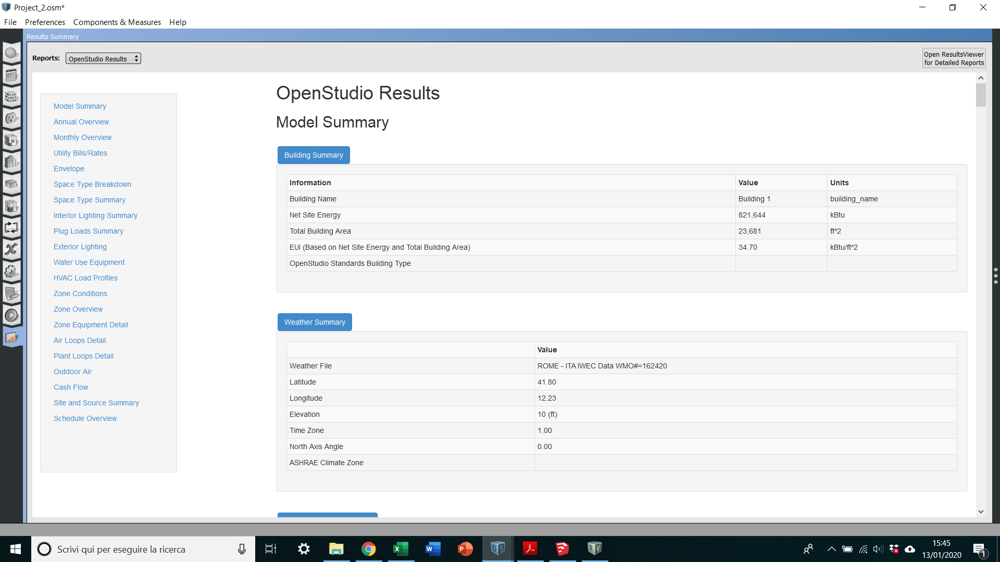 Project_2.osm*
File Preferences Components & Measures Help
Results Summary
Reports: OpenStudio Results
Open ResultsViewer
for Detailed Reports
Model Summary
Annual Overview
Monthly Overview
Utility Bills/Rates
Envelope
Space Type Breakdown
Space Type Summary
Interior Lighting Summary
Plug Loads Summary
Exterior Lighting
Water Use Equipment
HVAC Load Profiles
Zone Conditions
Zone Overview
Zone Equipment Detail
Air Loops Detail
Plant Loops Detail
Outdoor Air
Cash Flow
Site and Source Summary
Schedule Overview
OpenStudio Results
Model Summary
Building Summary
Information Value Units
Building Name Building 1 building_name
Net Site Energy 821,644 kBtu
Total Building Area 23,681 ft^2
EUI (Based on Net Site Energy and Total Building Area) 34.70 kBtu/ft^2
OpenStudio Standards Building Type
Weather Summary
Value
Weather File ROME - ITA IWEC Data WMO#=162420
Latitude 41.80
Longitude 12.23
Elevation 10 (ft)
Time Zone 1.00
North Axis Angle 0.00
ASHRAE Climate Zone
Scrivi qui per eseguire la ricerca
15:45
13/01/2020
1